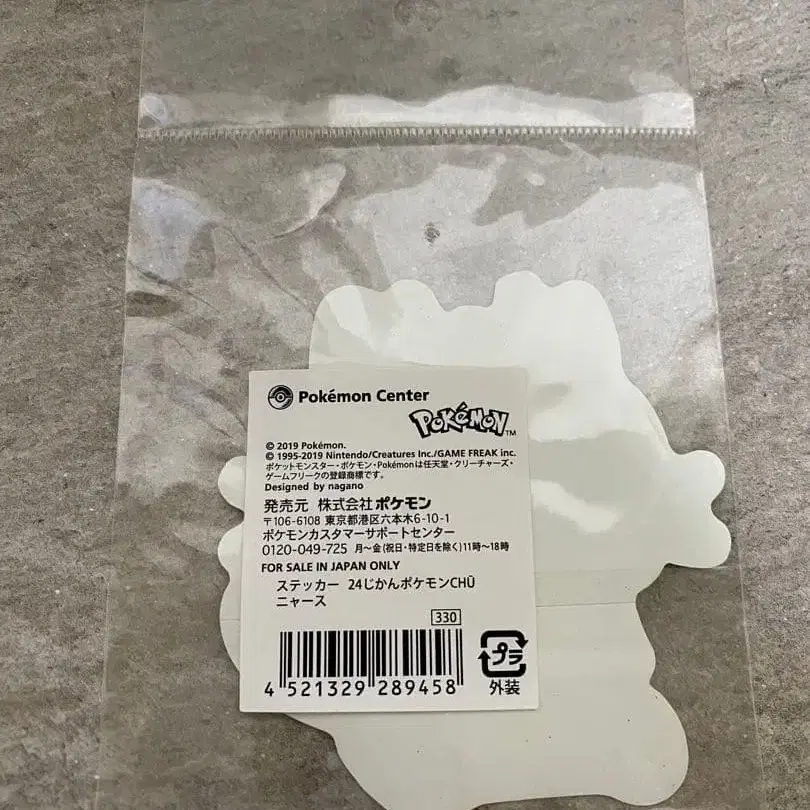 Pokémon Center
POKéMON™
© 2019 Pokémon.
© 1995-2019 Nintendo/Creatures Inc./GAME FREAK inc.
ポケットモンスター・ポケモン・Pokémonは任天堂・クリーチャーズ・
ゲームフリークの登録商標です。
Designed by nagano
発売元 株式会社ポケモン
〒106-6108 東京都港区六本木6-10-1
ポケモンカスタマーサポートセンター
0120-049-725 月〜金(祝日・特定日を除く)11時〜18時
FOR SALE IN JAPAN ONLY
ステッカー 24じかんポケモンCHŪ
ニャース
330
4 521329 289458
プラ
外装